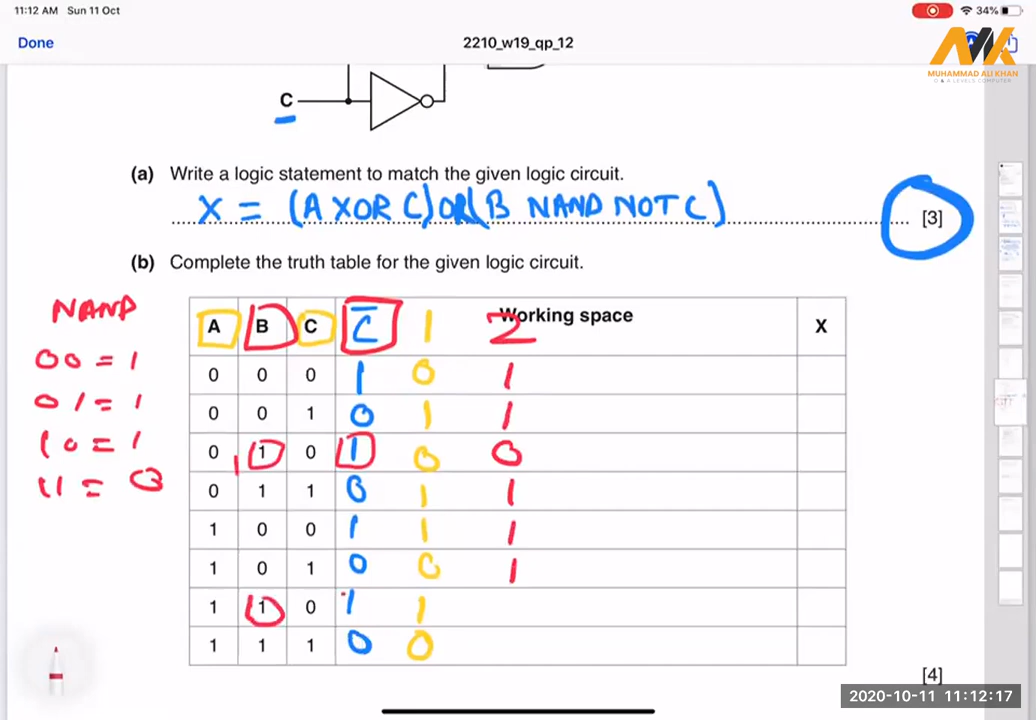 11:12 AM Sun 11 Oct
34%
Done
2210_w19_qp_12
MUHAMMAD ALI KHAN
O & A LEVELS COMPUTER
C
(a) Write a logic statement to match the given logic circuit.
X = (A XOR C) OR (B NAND NOT C)
[3]
(b) Complete the truth table for the given logic circuit.
NAND
00 = 1
01 = 1
10 = 1
11 = 0
A B C C̅ 1 2 Working space X
0 0 0 1 0 1
0 0 1 0 1 1
0 1 0 1 0 0
0 1 1 0 1 1
1 0 0 1 1 1
1 0 1 0 0 1
1 1 0 1 1
1 1 1 0 0
[4]
2020-10-11 11:12:17